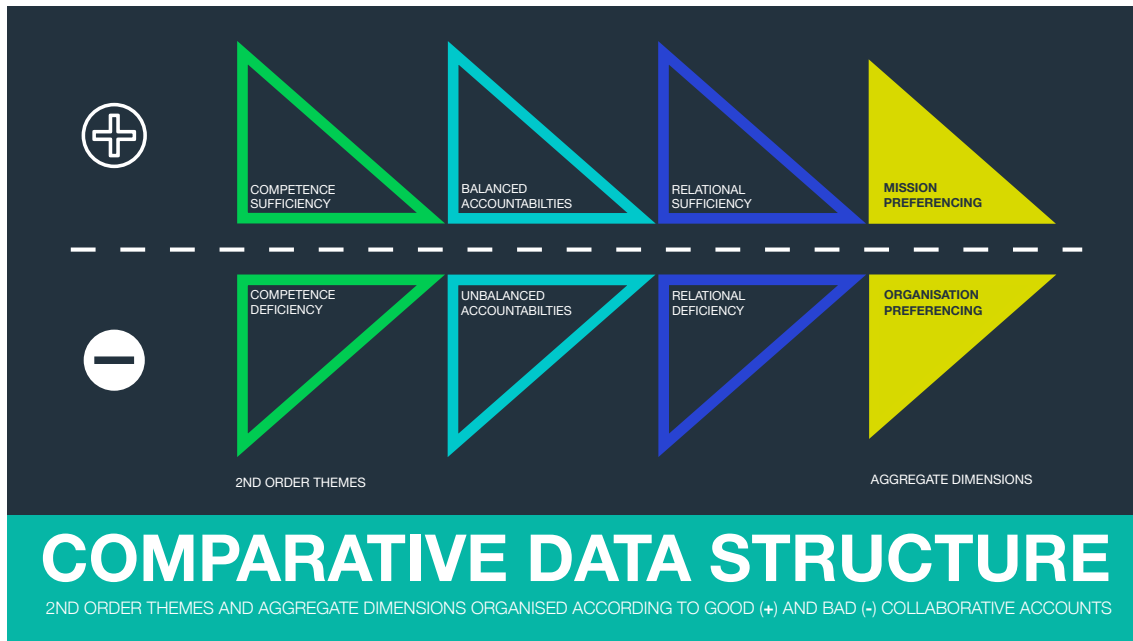 COMPETENCE
SUFFICIENCY
BALANCED
ACCOUNTABILTIES
RELATIONAL
SUFFICIENCY
MISSION
PREFERENCING
COMPETENCE
DEFICIENCY
UNBALANCED
ACCOUNTABILTIES
RELATIONAL
DEFICIENCY
ORGANISATION
PREFERENCING
2ND ORDER THEMES
AGGREGATE DIMENSIONS
COMPARATIVE DATA STRUCTURE
2ND ORDER THEMES AND AGGREGATE DIMENSIONS ORGANISED ACCORDING TO GOOD (+) AND BAD (-) COLLABORATIVE ACCOUNTS